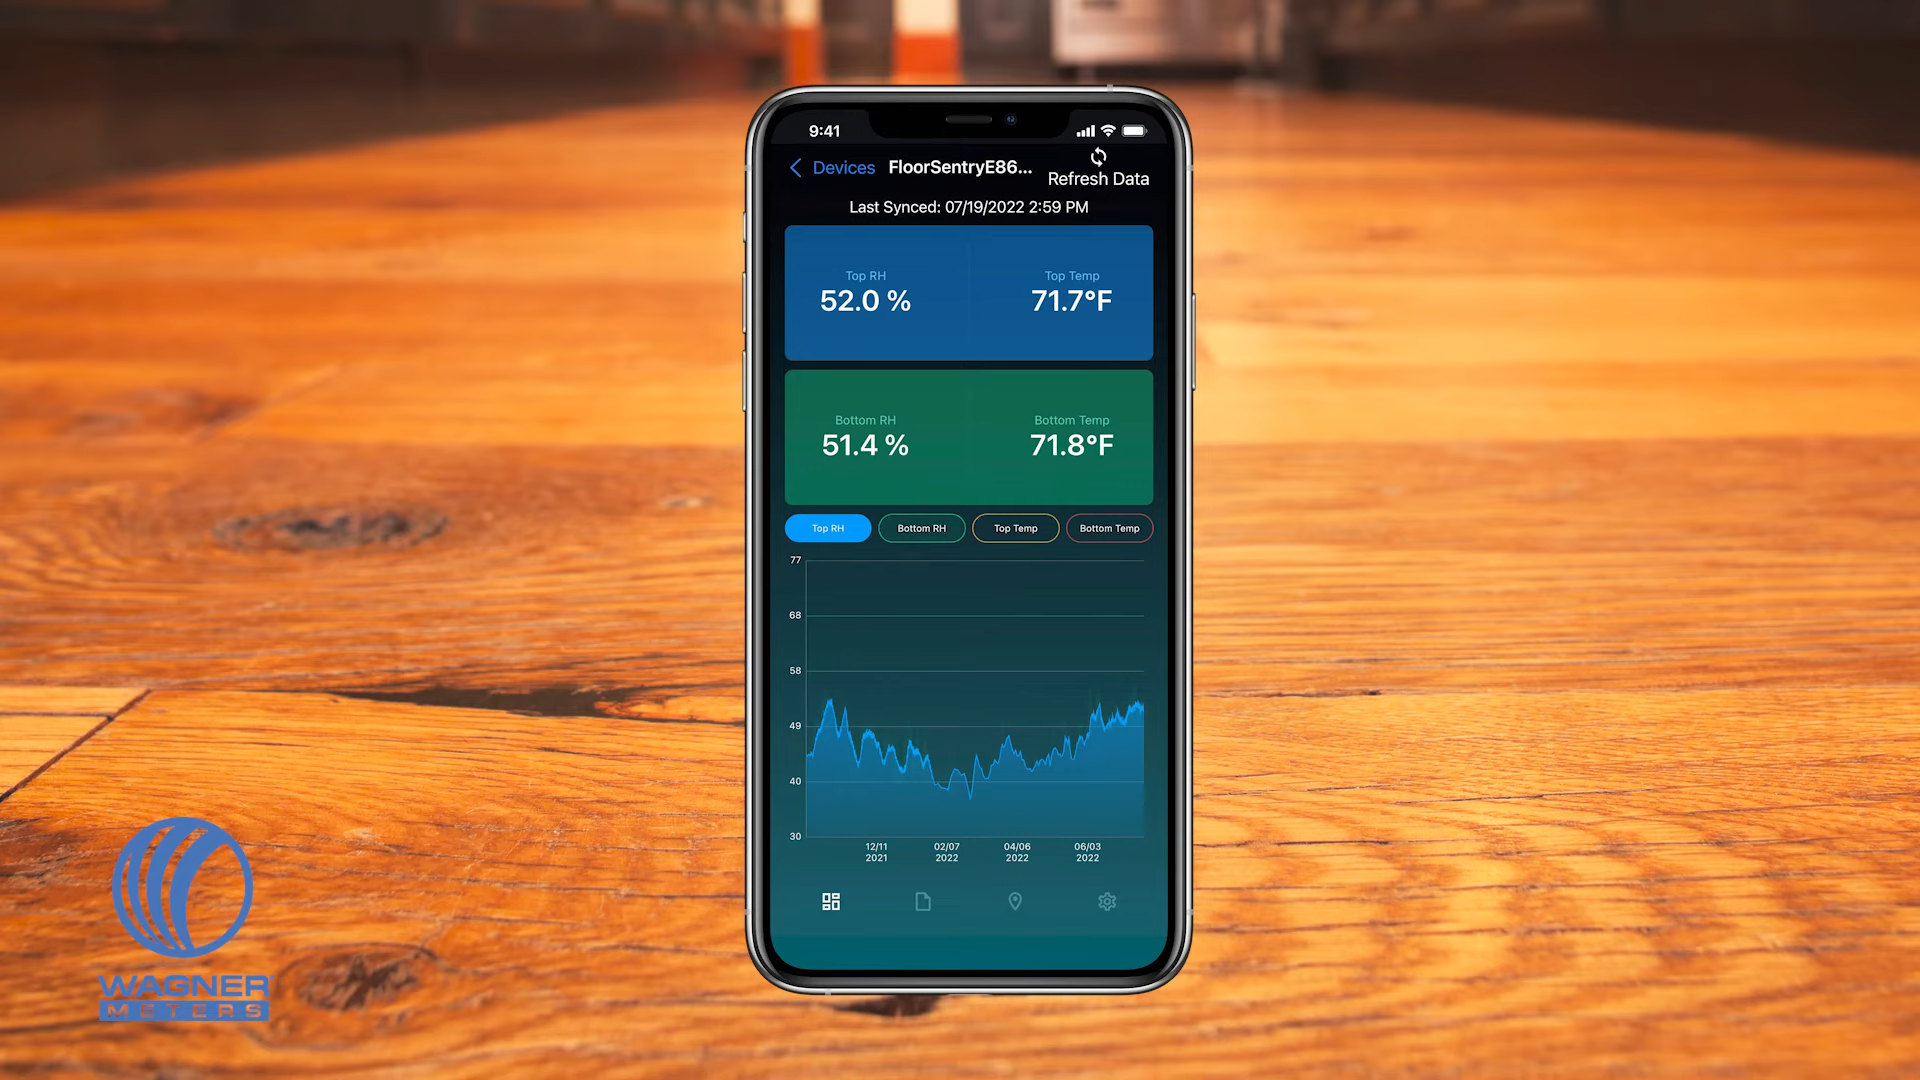 9:41
Devices FloorSentryE86... Refresh Data
Last Synced: 07/19/2022 2:59 PM
Top RH Top Temp
52.0 % 71.7°F
Bottom RH Bottom Temp
51.4 % 71.8°F
Top RH Bottom RH Top Temp Bottom Temp
77
68
58
49
40
30
12/11 02/07 04/06 06/03
2021 2022 2022 2022
WAGNER
METERS